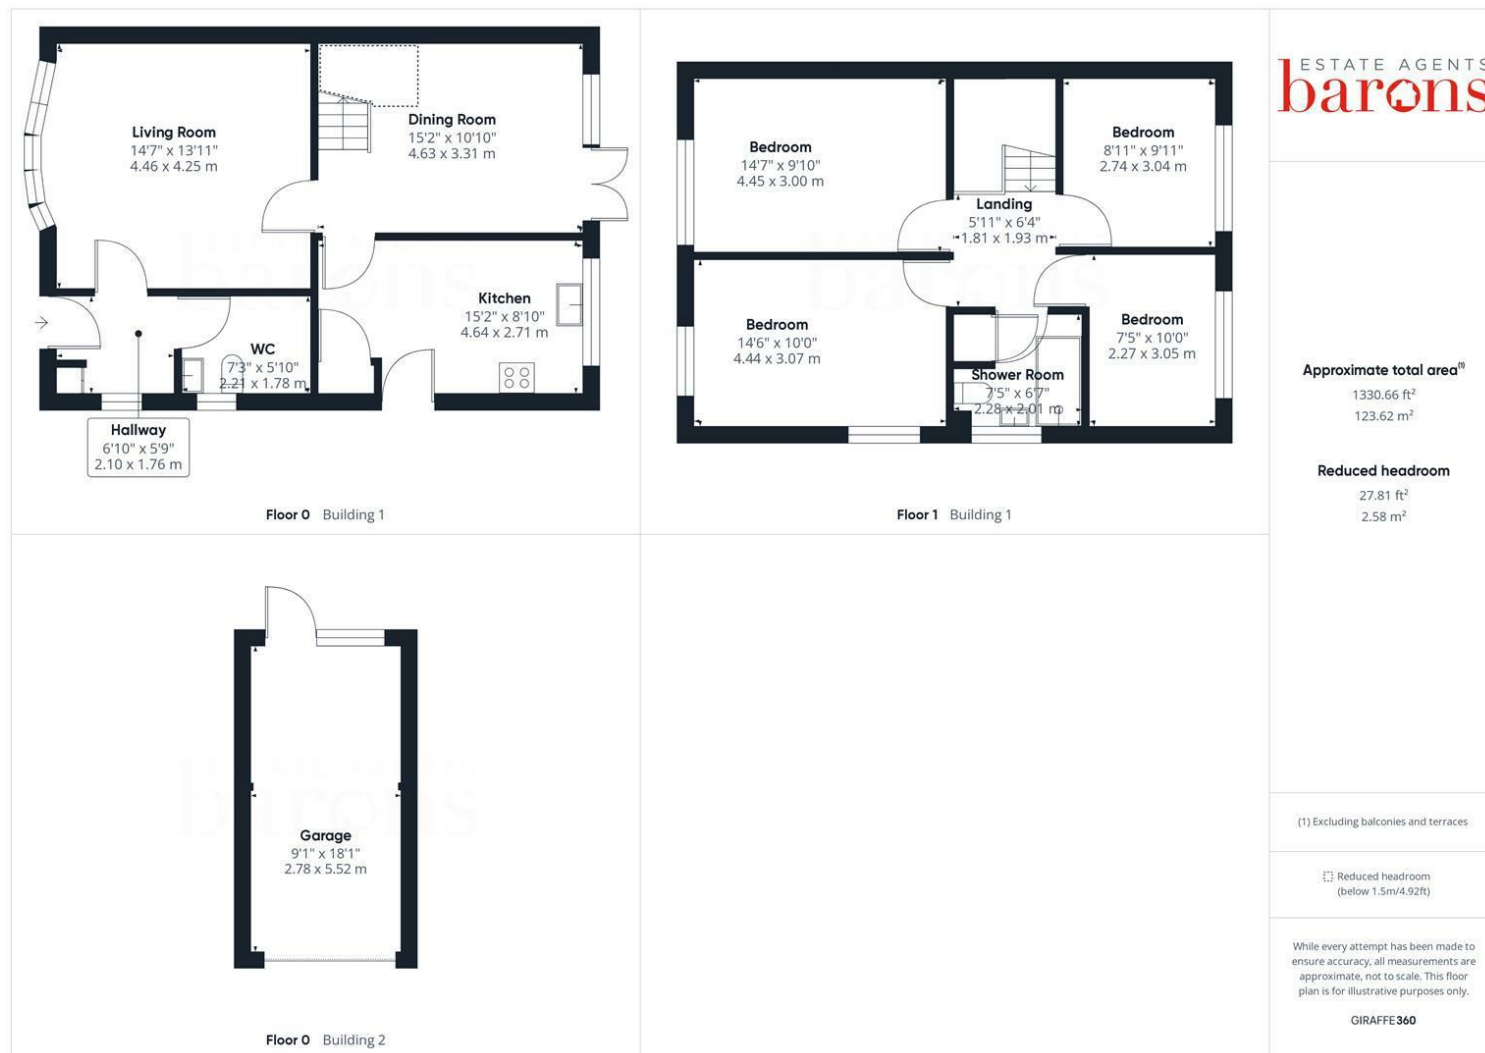 Living Room
14'7" x 13'11"
4.46 x 4.25 m
Dining Room
15'2" x 10'10"
4.63 x 3.31 m
Kitchen
15'2" x 8'10"
4.64 x 2.71 m
WC
7'3" x 5'10"
2.21 x 1.78 m
Hallway
6'10" x 5'9"
2.10 x 1.76 m
Floor 0 Building 1
Bedroom
14'7" x 9'10"
4.45 x 3.00 m
Bedroom
8'11" x 9'11"
2.74 x 3.04 m
Landing
5'11" x 6'4"
1.81 x 1.93 m
Bedroom
14'6" x 10'0"
4.44 x 3.07 m
Bedroom
7'5" x 10'0"
2.27 x 3.05 m
Shower Room
7'5" x 6'7"
2.28 x 2.01 m
Floor 1 Building 1
Garage
9'1" x 18'1"
2.78 x 5.52 m
Floor 0 Building 2
ESTATE AGENTS
barons
Approximate total area(1)
1330.66 ft²
123.62 m²
Reduced headroom
27.81 ft²
2.58 m²
(1) Excluding balconies and terraces
Reduced headroom
(below 1.5m/4.92ft)
While every attempt has been made to
ensure accuracy, all measurements are
approximate, not to scale. This floor
plan is for illustrative purposes only.
GIRAFFE360
barons
barons
barons